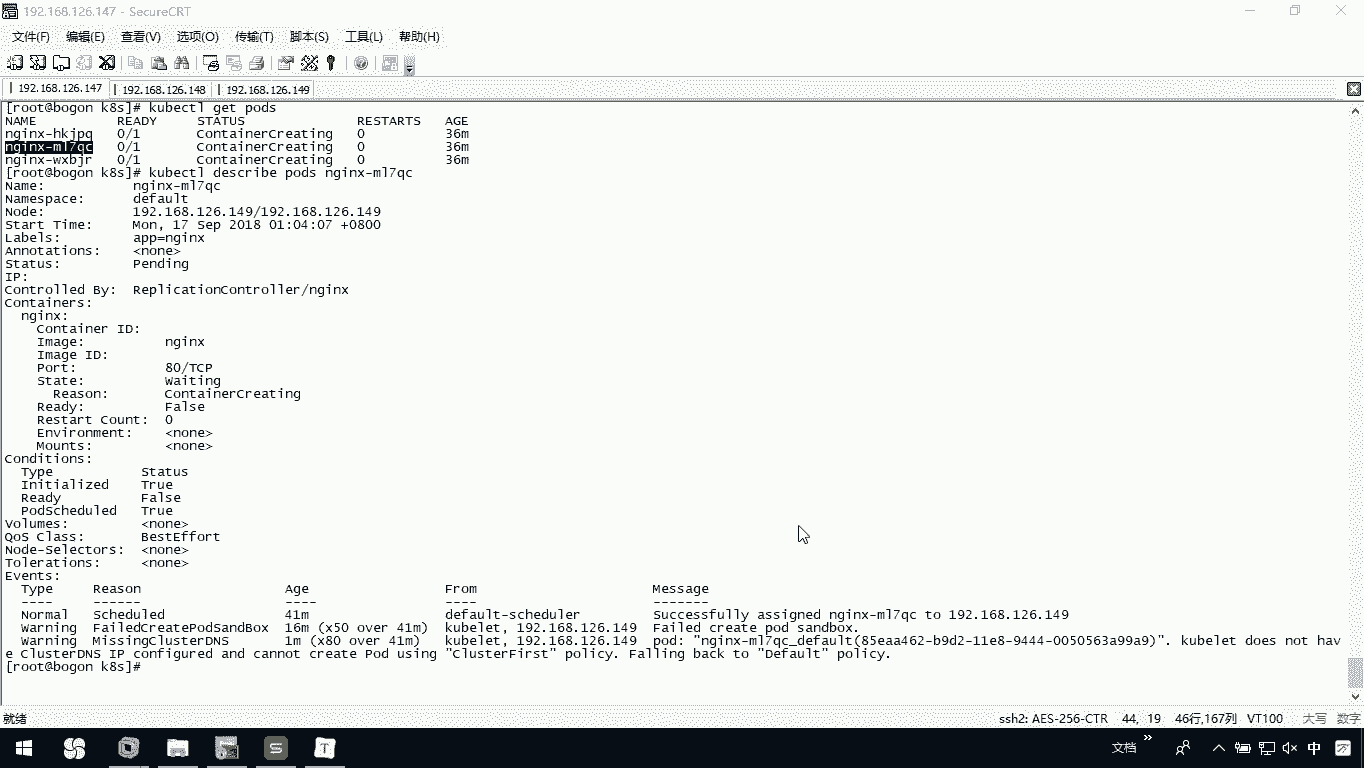 192.168.126.147 - SecureCRT
文件(F) 编辑(E) 查看(V) 选项(O) 传输(T) 脚本(S) 工具(L) 帮助(H)
192.168.126.147 192.168.126.148 192.168.126.149
[root@bogon k8s]# kubectl get pods
NAME READY STATUS RESTARTS AGE
nginx-hkjpq 0/1 ContainerCreating 0 36m
nginx-ml7qc 0/1 ContainerCreating 0 36m
nginx-wxbjr 0/1 ContainerCreating 0 36m
[root@bogon k8s]# kubectl describe pods nginx-ml7qc
Name: nginx-ml7qc
Namespace: default
Node: 192.168.126.149/192.168.126.149
Start Time: Mon, 17 Sep 2018 01:04:07 +0800
Labels: app=nginx
Annotations: <none>
Status: Pending
IP:
Controlled By: ReplicationController/nginx
Containers:
nginx:
Container ID:
Image: nginx
Image ID:
Port: 80/TCP
State: Waiting
Reason: ContainerCreating
Ready: False
Restart Count: 0
Environment: <none>
Mounts: <none>
Conditions:
Type Status
Initialized True
Ready False
PodScheduled True
Volumes: <none>
QoS Class: BestEffort
Node-Selectors: <none>
Tolerations: <none>
Events:
Type Reason Age From Message
---- ------ ---- ---- -------
Normal Scheduled 41m default-scheduler Successfully assigned nginx-ml7qc to 192.168.126.149
Warning FailedCreatePodSandBox 16m (x50 over 41m) kubelet, 192.168.126.149 Failed create pod sandbox.
Warning MissingClusterDNS 1m (x80 over 41m) kubelet, 192.168.126.149 pod: "nginx-ml7qc_default(85eaa462-b9d2-11e8-9444-0050563a99a9)". kubelet does not hav
e ClusterDNS IP configured and cannot create Pod using "ClusterFirst" policy. Falling back to "Default" policy.
[root@bogon k8s]#
就绪 ssh2: AES-256-CTR 44, 19 46行,167列 VT100 大写 数字
文档 中